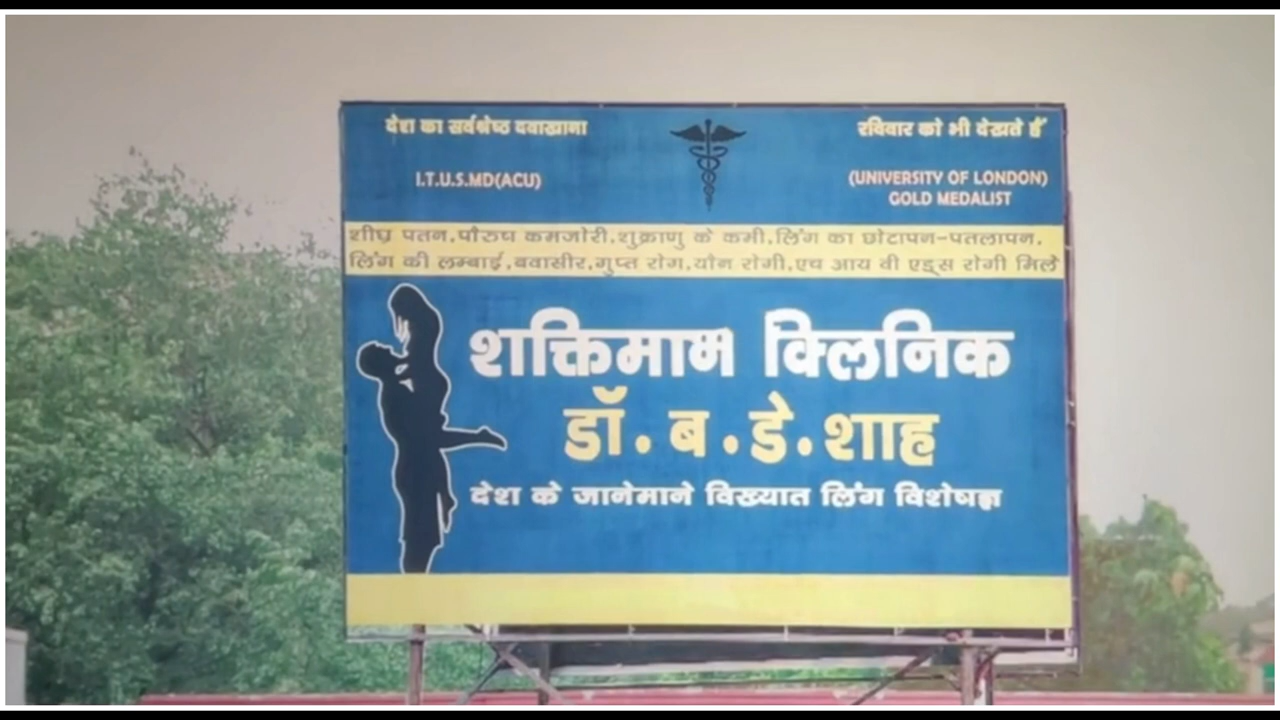 देश का सर्वश्रेष्ठ दवाखाना
रविवार को भी देखते हैं
I.T.U.S.MD(ACU)
(UNIVERSITY OF LONDON)
GOLD MEDALIST
शीघ्र पतन,पौरुष कमजोरी,शुक्राणु के कमी,लिंग का छोटापन-पतलापन,
लिंग की लम्बाई,बवासीर,गुप्त रोग,यौन रोगी,एच आय वी एड्स रोगी मिलें
शक्तिमाम क्लिनिक
डॉ.ब.डे.शाह
देश के जानेमाने विख्यात लिंग विशेषज्ञ